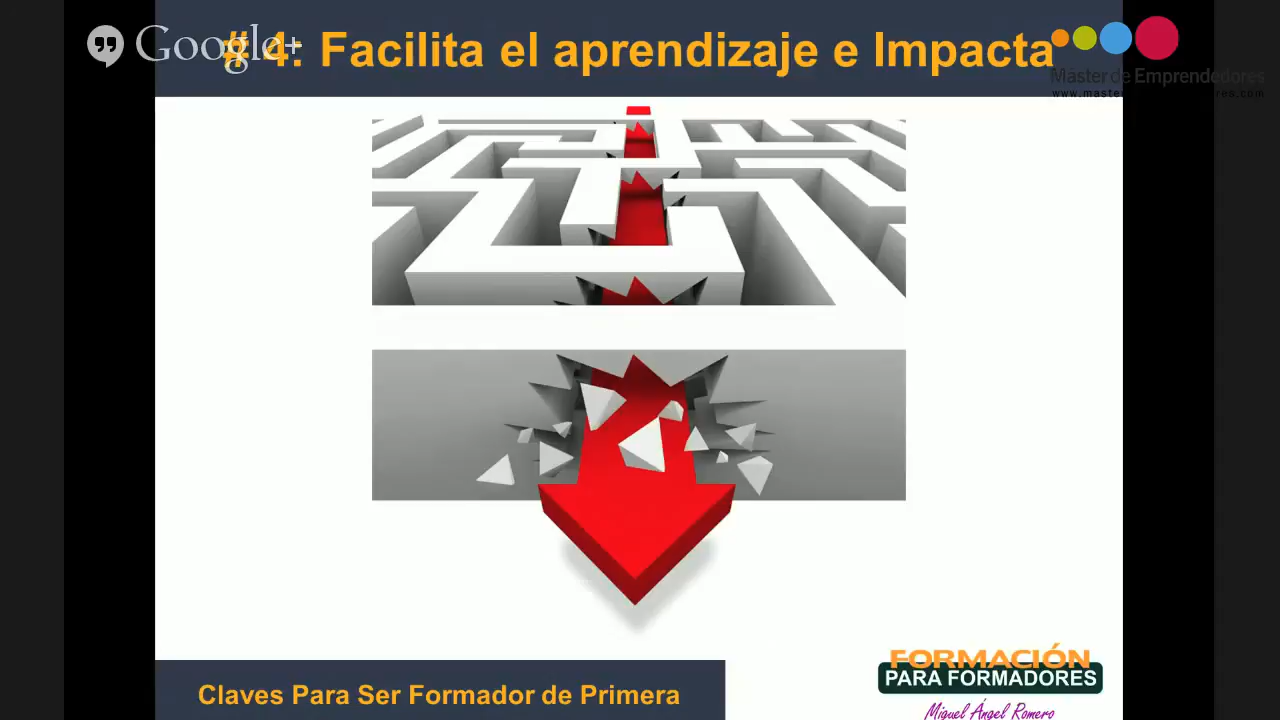 Google+
# 4: Facilita el aprendizaje e Impacta
Máster de Emprendedores
Claves Para Ser Formador de Primera
FORMACIÓN
PARA FORMADORES
Miguel Ángel Romero